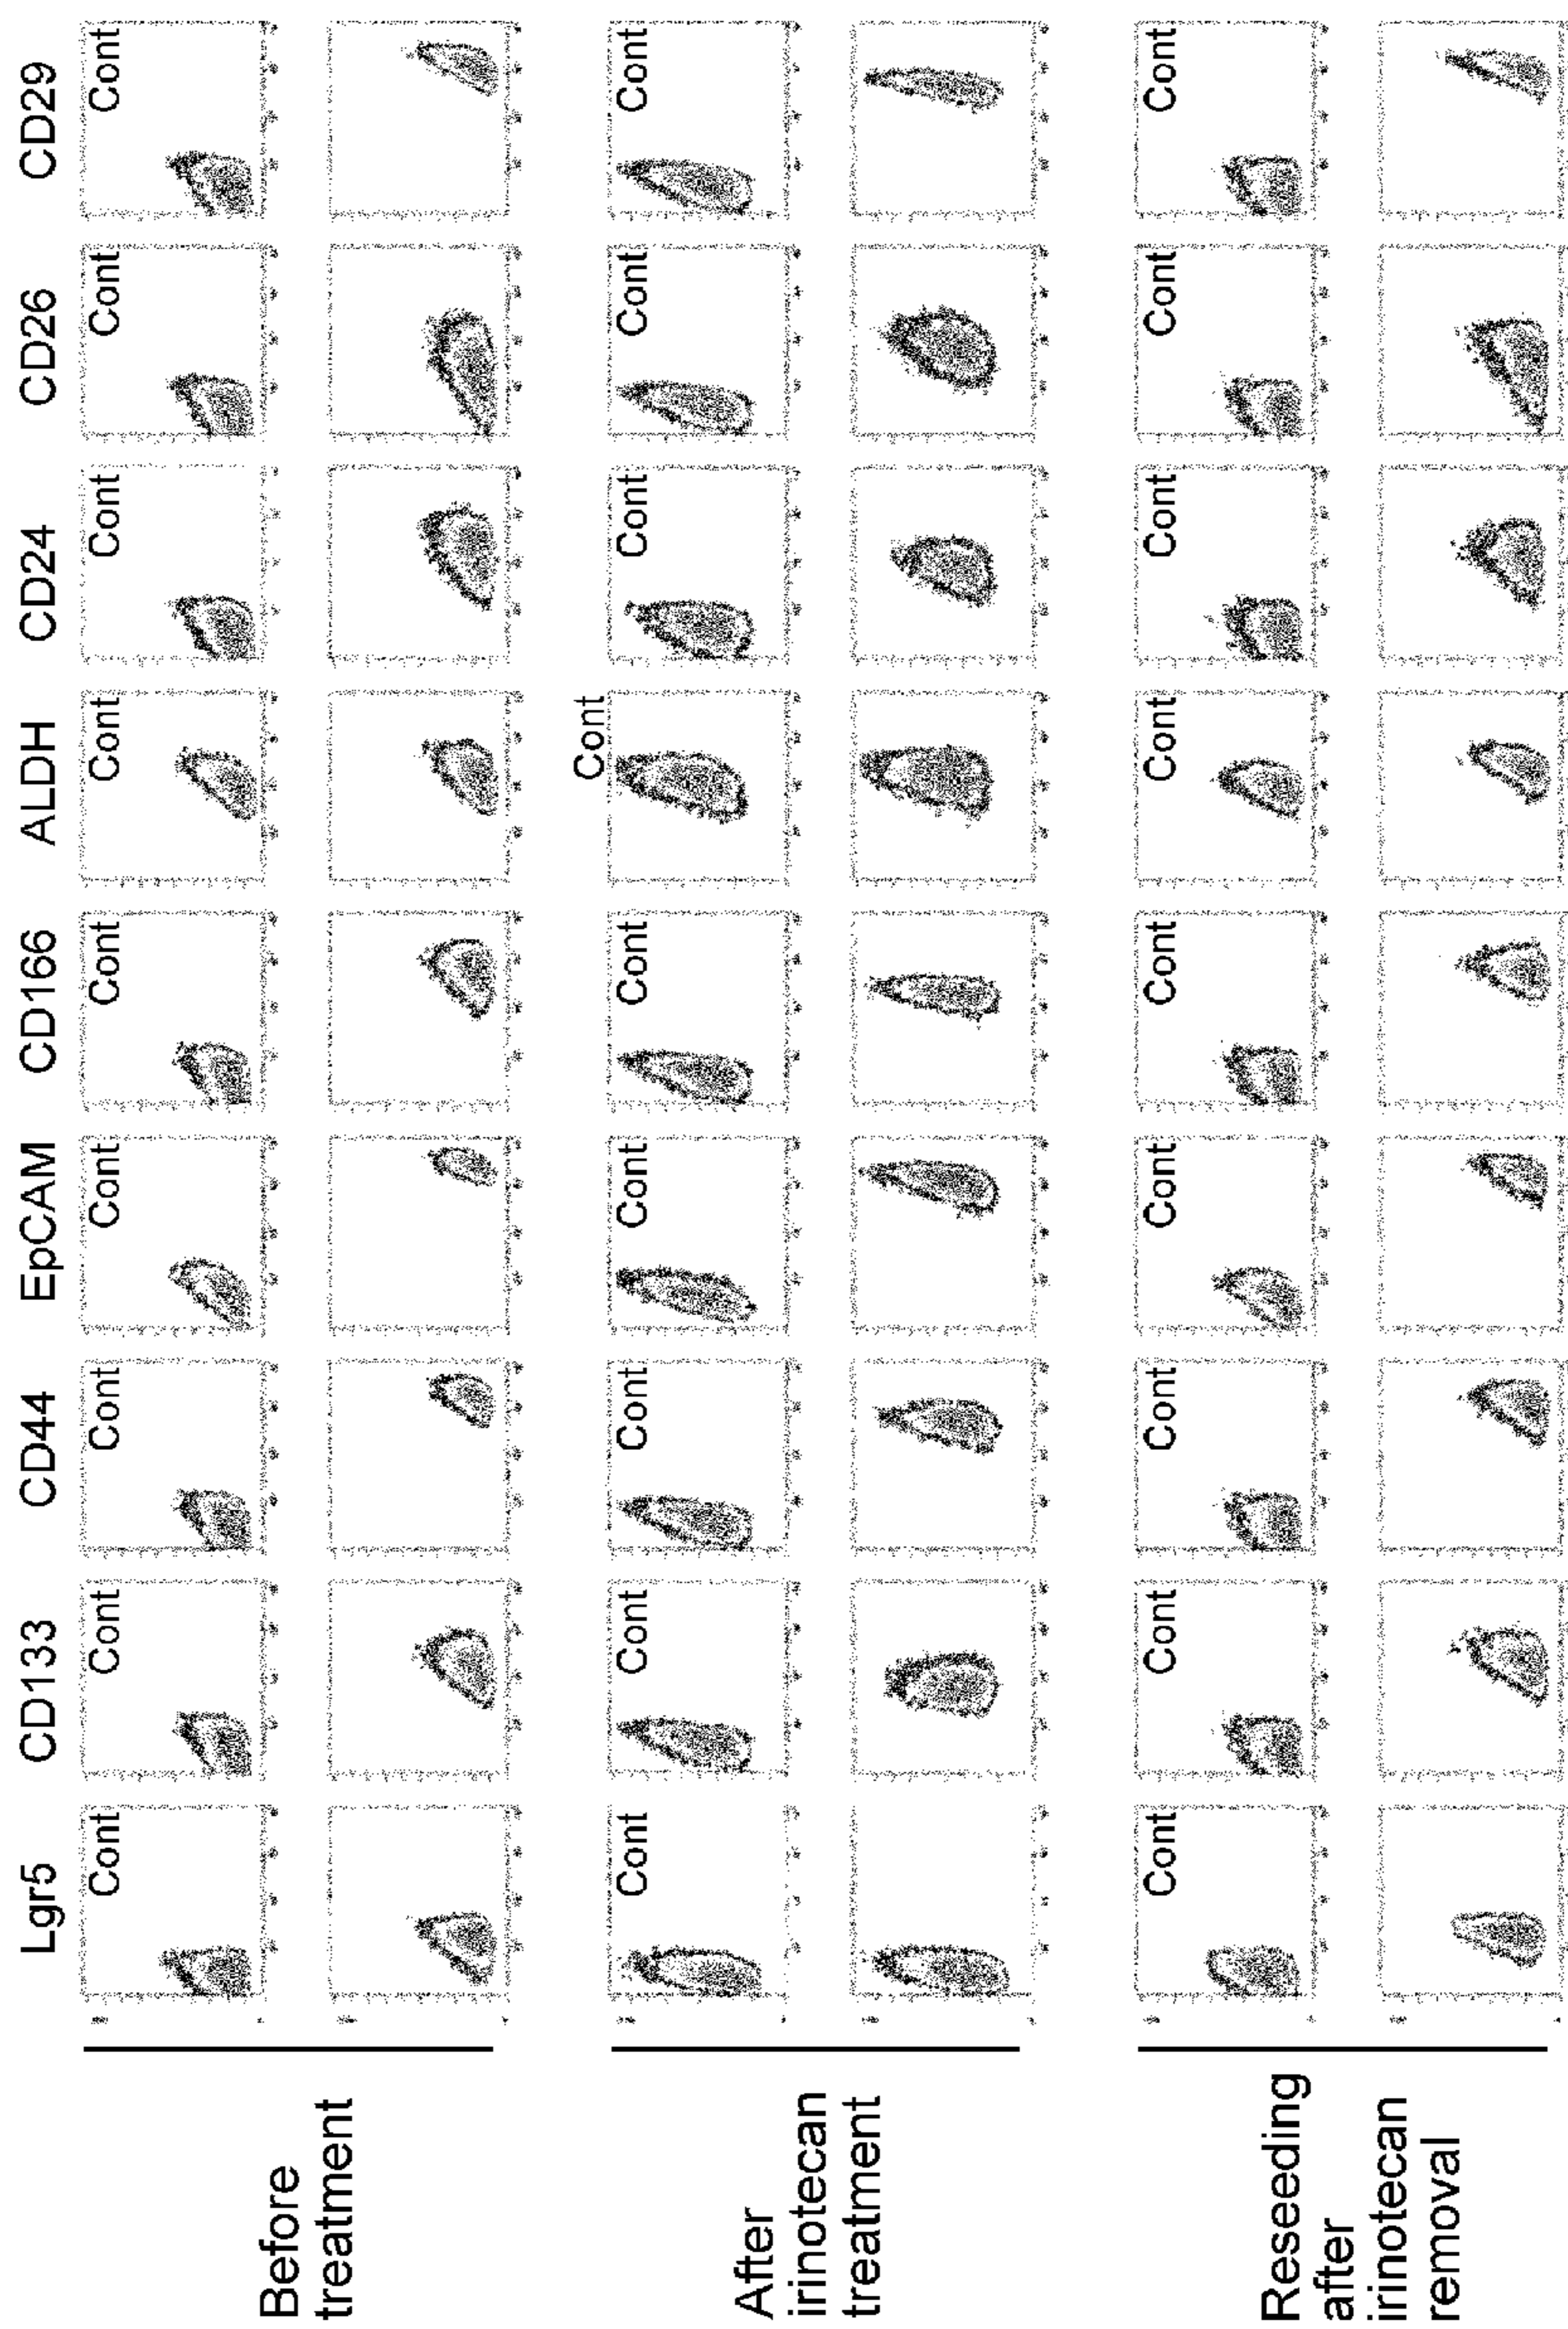 Lgr5 CD133 CD44 EpCAM CD166 ALDH CD24 CD26 CD29
Before
treatment
Cont Cont Cont Cont Cont Cont Cont Cont Cont
After
irinotecan
treatment
Cont Cont Cont Cont Cont Cont Cont Cont Cont
Reseeding
after
irinotecan
removal
Cont Cont Cont Cont Cont Cont Cont Cont Cont